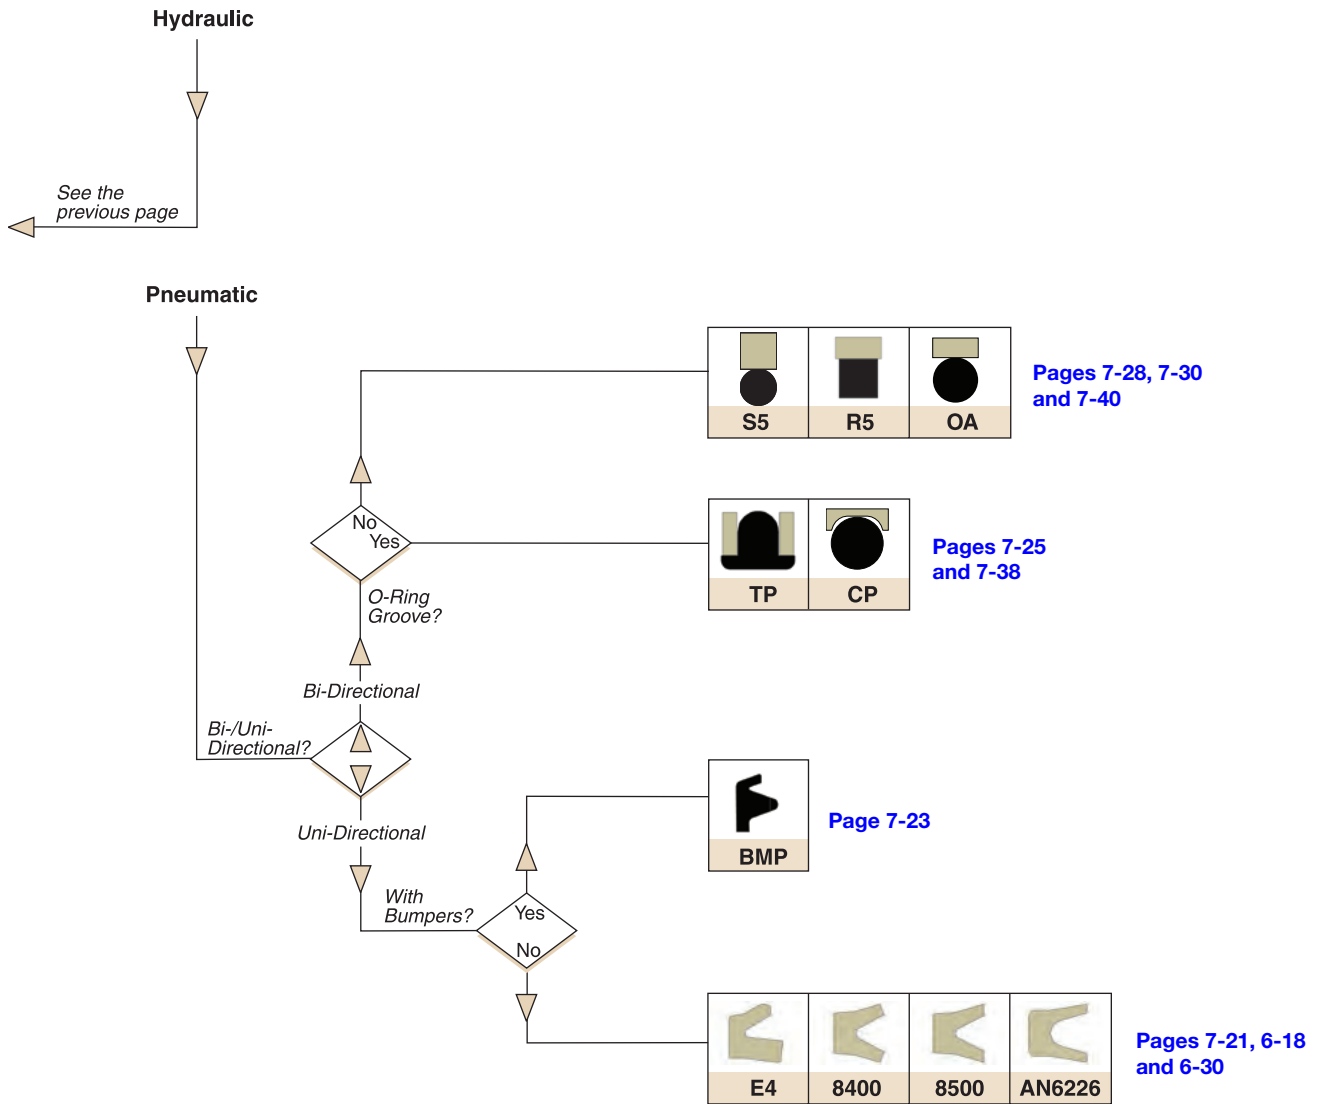 Hydraulic
See the
previous page
Pneumatic
S5 R5 OA
Pages 7-28, 7-30
and 7-40
No
Yes
O-Ring
Groove?
TP CP
Pages 7-25
and 7-38
Bi-Directional
Bi-/Uni-
Directional?
Uni-Directional
BMP
Page 7-23
With
Bumpers?
Yes
No
E4 8400 8500 AN6226
Pages 7-21, 6-18
and 6-30